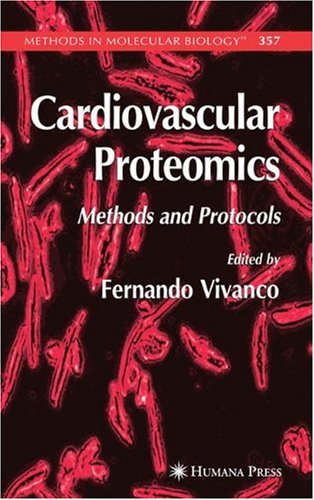 METHODS IN MOLECULAR BIOLOGY™ 357
Cardiovascular
Proteomics
Methods and Protocols
Edited by
Fernando Vivanco
HUMANA PRESS